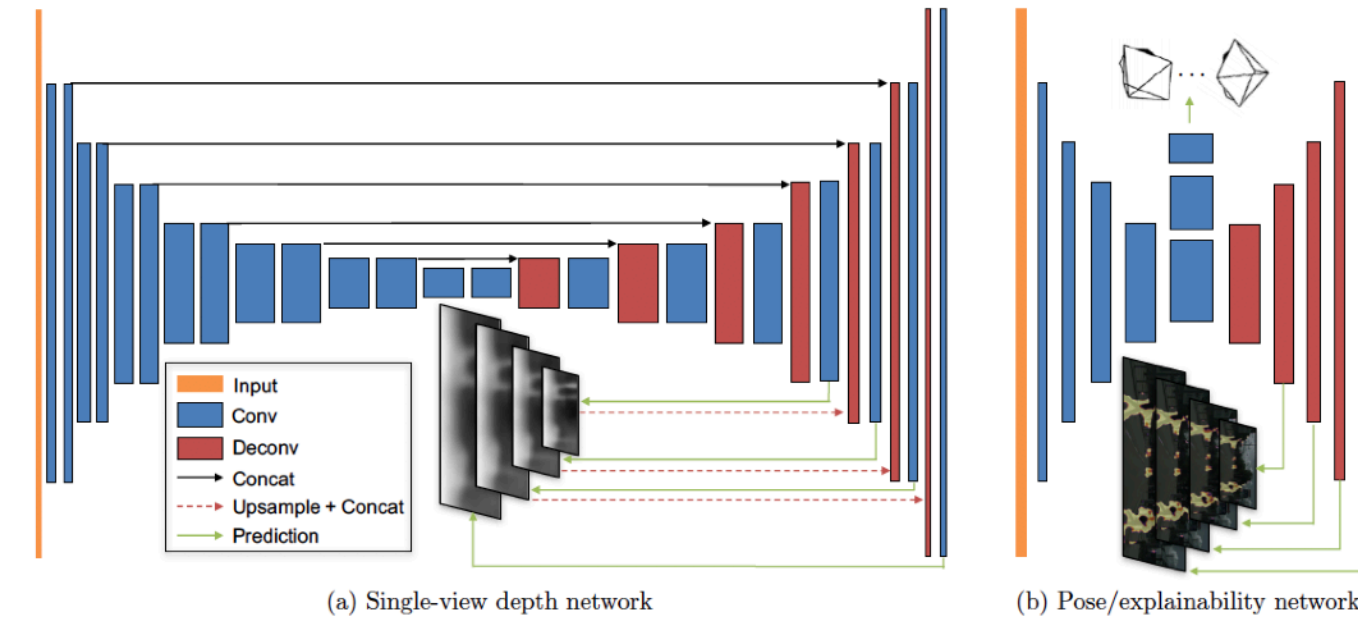 Input
Conv
Deconv
Concat
Upsample + Concat
Prediction
(a) Single-view depth network
(b) Pose/explainability network